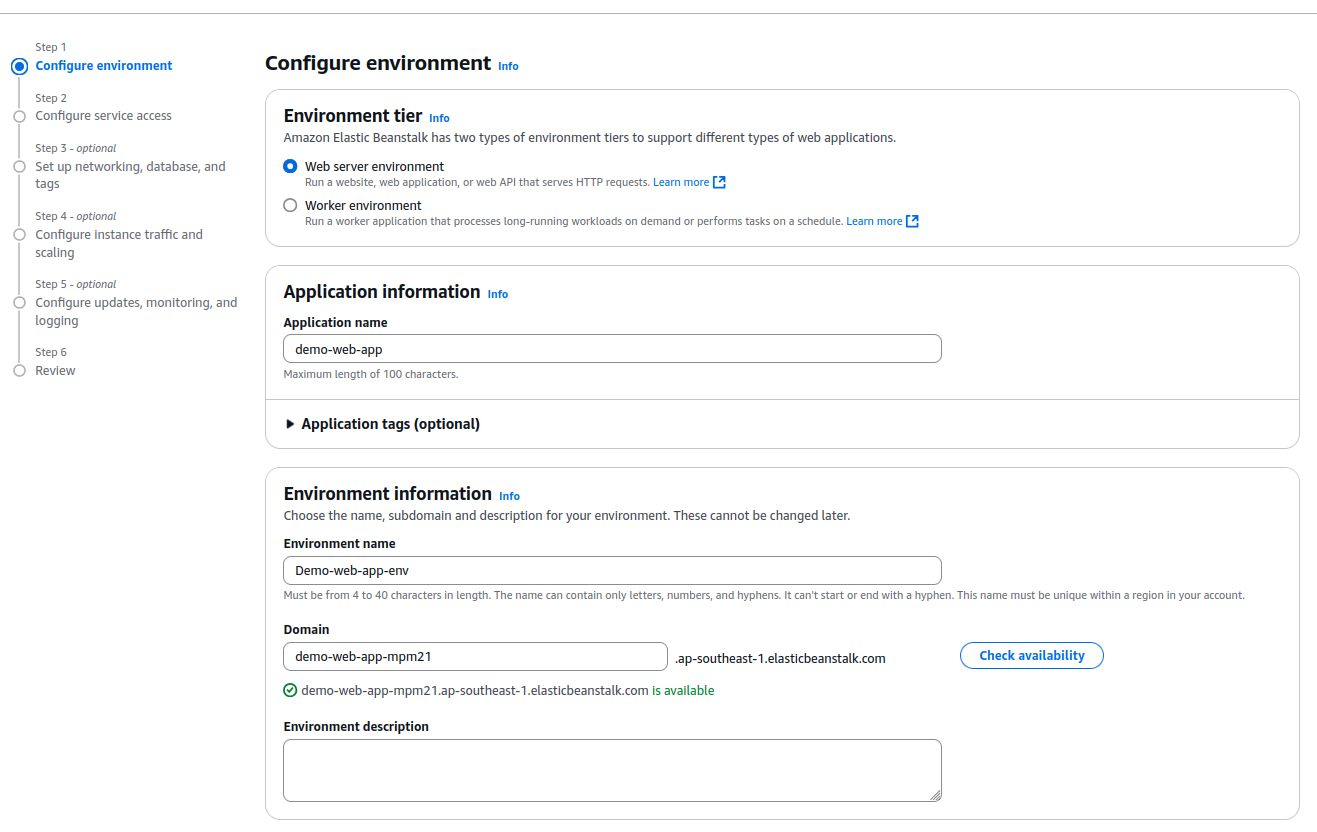 Step 1
Configure environment
Step 2
Configure service access
Step 3 - optional
Set up networking, database, and
tags
Step 4 - optional
Configure instance traffic and
scaling
Step 5 - optional
Configure updates, monitoring, and
logging
Step 6
Review
Configure environment Info
Environment tier Info
Amazon Elastic Beanstalk has two types of environment tiers to support different types of web applications.
Web server environment
Run a website, web application, or web API that serves HTTP requests. Learn more
Worker environment
Run a worker application that processes long-running workloads on demand or performs tasks on a schedule. Learn more
Application information Info
Application name
demo-web-app
Maximum length of 100 characters.
Application tags (optional)
Environment information Info
Choose the name, subdomain and description for your environment. These cannot be changed later.
Environment name
Demo-web-app-env
Must be from 4 to 40 characters in length. The name can contain only letters, numbers, and hyphens. It can't start or end with a hyphen. This name must be unique within a region in your account.
Domain
demo-web-app-mpm21 .ap-southeast-1.elasticbeanstalk.com Check availability
demo-web-app-mpm21.ap-southeast-1.elasticbeanstalk.com is available
Environment description